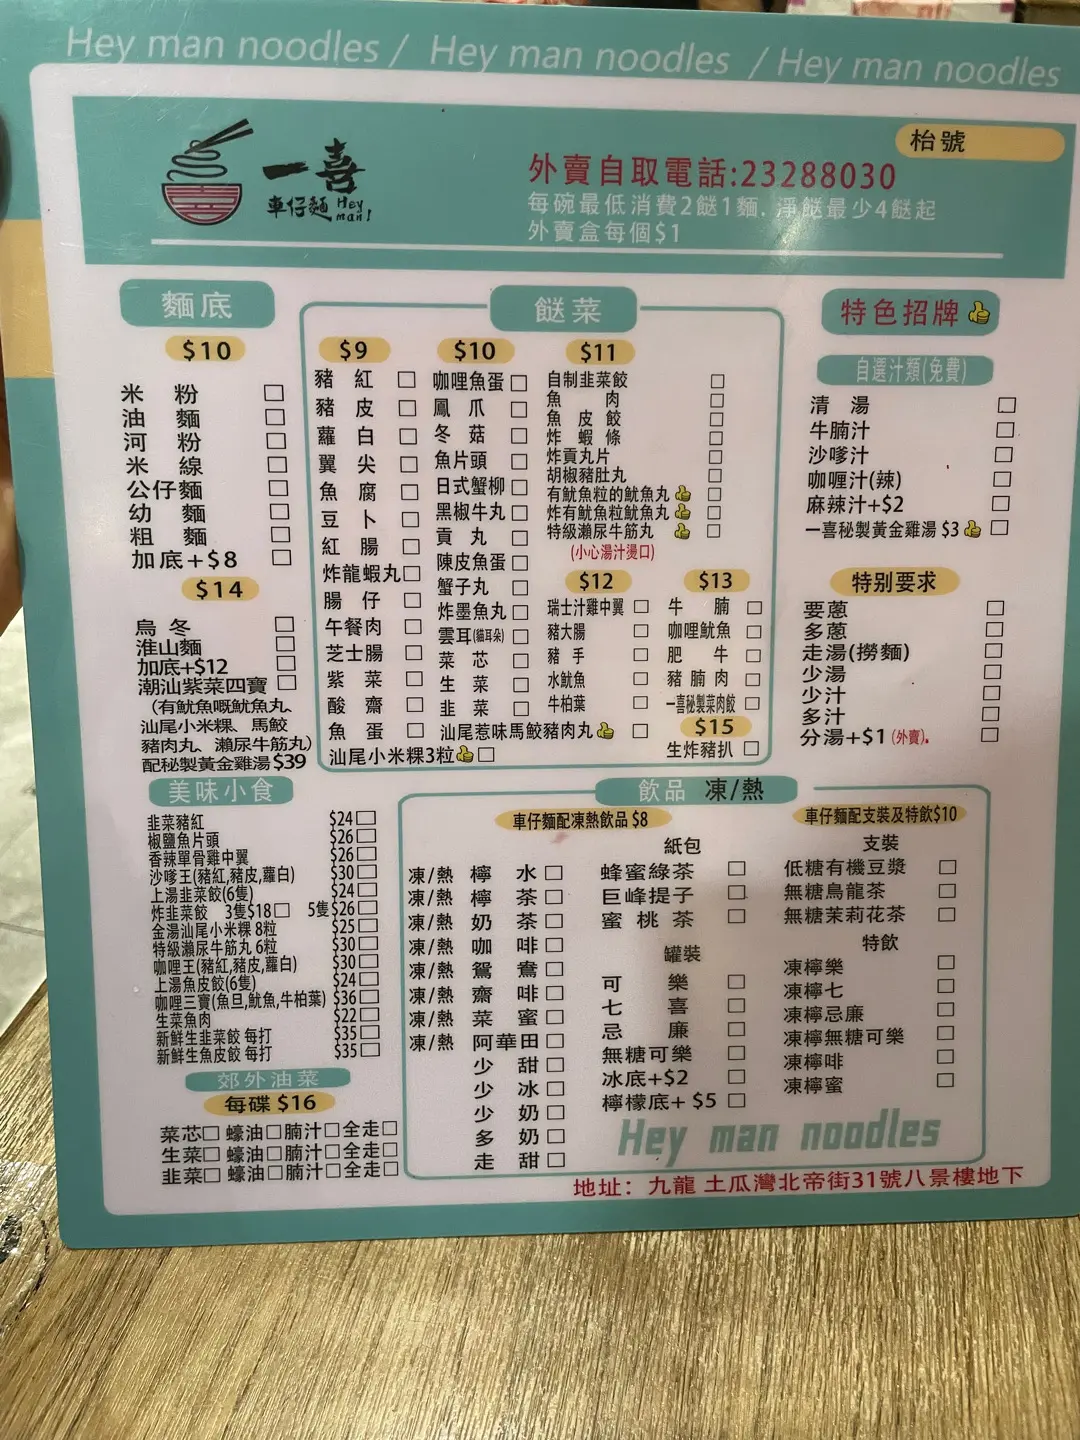 Hey man noodles / Hey man noodles / Hey man noodles
枱號
一喜
車仔麵 Hey man!
外賣自取電話:23288030
每碗最低消費2餸1麵. 淨餸最少4餸起
外賣盒每個$1
麵底
$10
米粉
油麵
河粉
米線
公仔麵
幼麵
粗麵
加底+$8
$14
烏冬
淮山麵
加底+$12
潮汕紫菜四寶
(有魷魚嘅魷魚丸、
汕尾小米粿、馬鮫
豬肉丸、瀨尿牛筋丸)
配秘製黃金雞湯$39
餸菜
$9
豬紅
豬皮
蘿白
翼尖
魚腐
豆卜
紅腸
炸龍蝦丸
腸仔
午餐肉
芝士腸
紫菜
酸齋
魚蛋
汕尾小米粿3粒
$10
咖哩魚蛋
鳳爪
冬菇
魚片頭
日式蟹柳
黑椒牛丸
貢丸
陳皮魚蛋
蟹子丸
炸墨魚丸
雲耳(貓耳朵)
菜芯
生菜
韭菜
汕尾惹味馬鮫豬肉丸
$11
自制韭菜餃
魚肉
魚皮餃
炸蝦條
炸貢丸片
胡椒豬肚丸
有魷魚粒的魷魚丸
炸有魷魚粒魷魚丸
特級瀨尿牛筋丸
(小心湯汁燙口)
$12
瑞士汁雞中翼
豬大腸
豬手
水魷魚
牛柏葉
$13
牛腩
咖哩魷魚
肥牛
豬腩肉
一喜秘製菜肉餃
$15
生炸豬扒
特色招牌
自選汁類(免費)
清湯
牛腩汁
沙嗲汁
咖喱汁(辣)
麻辣汁+$2
一喜秘製黃金雞湯 $3
特別要求
要蔥
多蔥
走湯(撈麵)
少湯
少汁
多汁
分湯+$1 (外賣)。
美味小食
韭菜豬紅 $24
椒鹽魚片頭 $26
香辣單骨雞中翼 $26
沙嗲王(豬紅,豬皮,蘿白) $30
上湯韭菜餃(6隻) $24
炸韭菜餃 3隻$18 5隻$26
金湯汕尾小米粿 8粒 $25
特級瀨尿牛筋丸 6粒 $30
咖哩王(豬紅,豬皮,蘿白) $30
上湯魚皮餃(6隻) $24
咖哩三寶(魚旦,魷魚,牛柏葉) $36
生菜魚肉 $22
新鮮生韭菜餃 每打 $35
新鮮生魚皮餃 每打 $35
郊外油菜
每碟 $16
菜芯 蠔油 腩汁 全走
生菜 蠔油 腩汁 全走
韭菜 蠔油 腩汁 全走
飲品 凍/熱
車仔麵配凍熱飲品 $8
凍/熱 檸水
凍/熱 檸茶
凍/熱 奶茶
凍/熱 咖啡
凍/熱 鴛鴦
凍/熱 齋啡
凍/熱 菜蜜
凍/熱 阿華田
少甜
少冰
少奶
多奶
走甜
紙包
蜂蜜綠茶
巨峰提子
蜜桃茶
罐裝
可樂
七喜
忌廉
無糖可樂
冰底+$2
檸檬底+ $5
車仔麵配支裝及特飲$10
支裝
低糖有機豆漿
無糖烏龍茶
無糖茉莉花茶
特飲
凍檸樂
凍檸七
凍檸忌廉
凍檸無糖可樂
凍檸啡
凍檸蜜
Hey man noodles
地址：九龍 土瓜灣北帝街31號八景樓地下